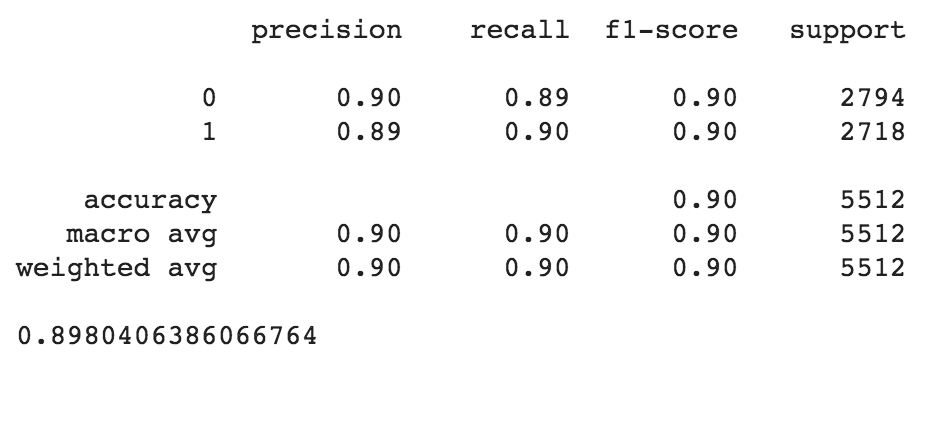 precision recall f1-score support
0 0.90 0.89 0.90 2794
1 0.89 0.90 0.90 2718
accuracy 0.90 5512
macro avg 0.90 0.90 0.90 5512
weighted avg 0.90 0.90 0.90 5512
0.8980406386066764